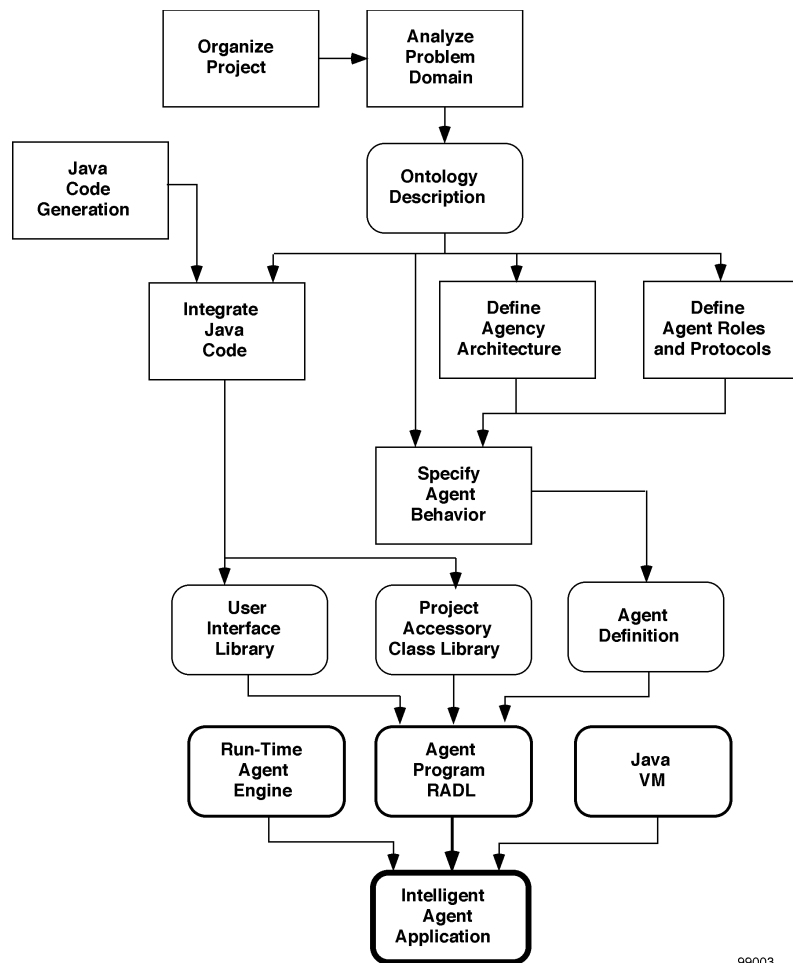 Organize
Project
Analyze
Problem
Domain
Java
Code
Generation
Ontology
Description
Integrate
Java
Code
Define
Agency
Architecture
Define
Agent Roles
and Protocols
Specify
Agent
Behavior
User
Interface
Library
Project
Accessory
Class Library
Agent
Definition
Run-Time
Agent
Engine
Agent
Program
RADL
Java
VM
Intelligent
Agent
Application
99003